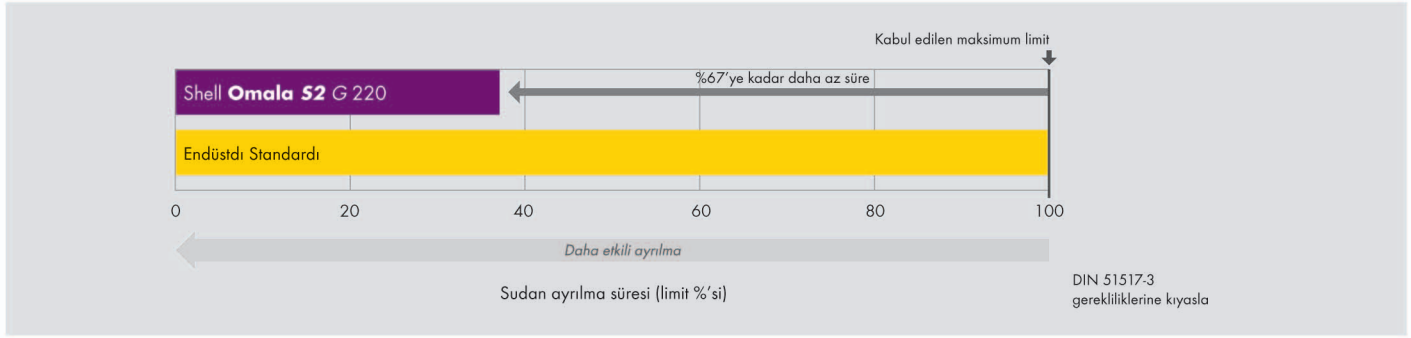 Kabul edilen maksimum limit
%67'ye kadar daha az süre
Shell Omala S2 G 220
Endüstdı Standardı
0 20 40 60 80 100
Daha etkili ayrılma
Sudan ayrılma süresi (limit %'si)
DIN 51517-3
gerekliliklerine kıyasla